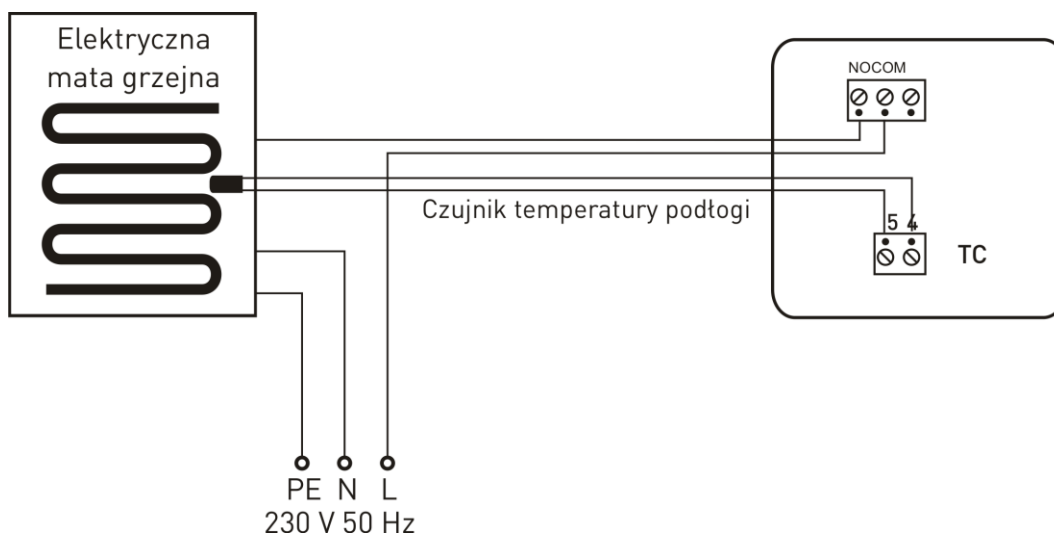 Elektryczna
mata grzejna
NOCOM
Czujnik temperatury podłogi
5 4
TC
PE N L
230 V 50 Hz